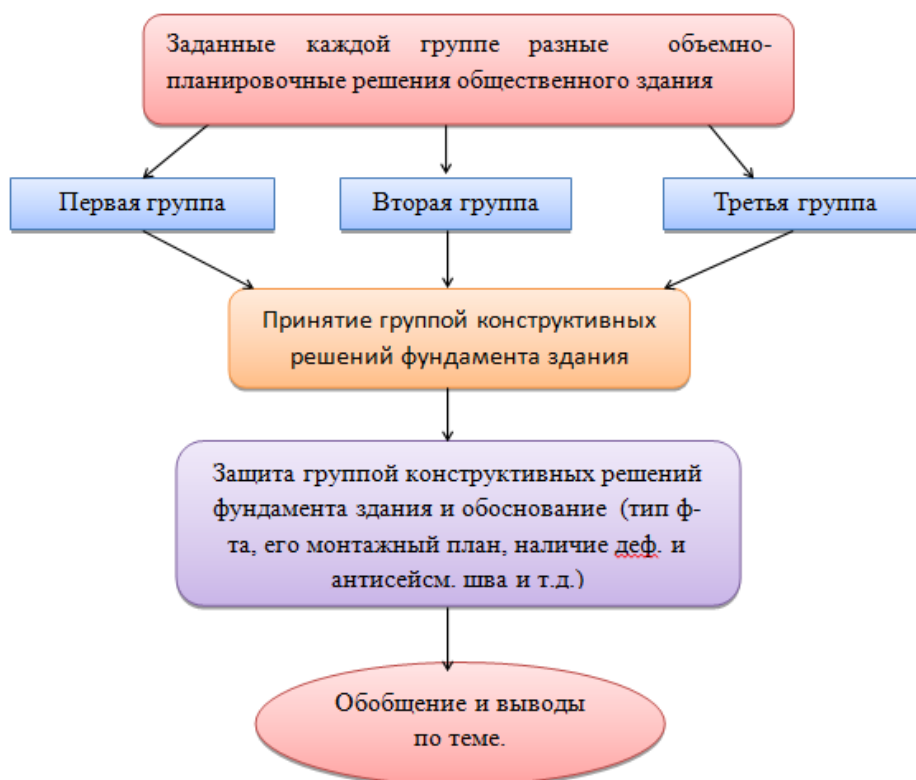 Заданные каждой группе разные объемно-
планировочные решения общественного здания
Первая группа
Вторая группа
Третья группа
Принятие группой конструктивных
решений фундамента здания
Защита группой конструктивных решений
фундамента здания и обоснование (тип ф-
та, его монтажный план, наличие деф. и
антисейсм. шва и т.д.)
Обобщение и выводы
по теме.